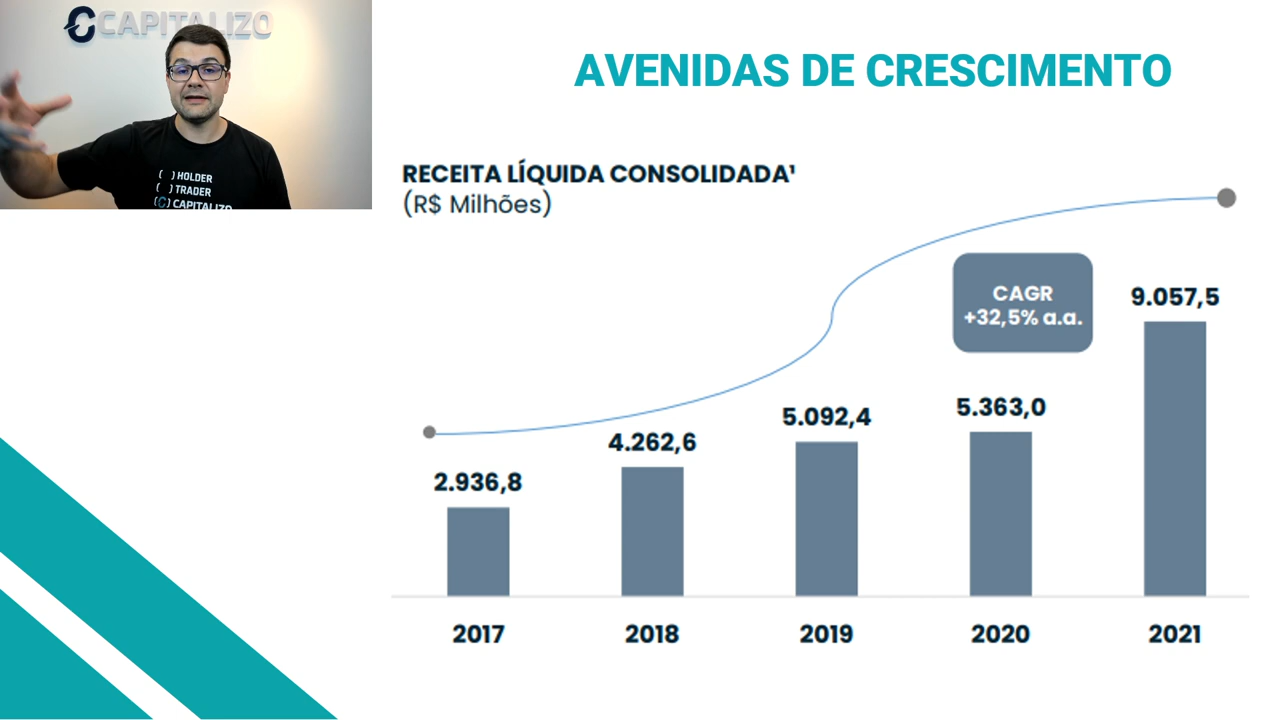 CAPITALIZO
( ) HOLDER
( ) TRADER
(C) CAPITALIZO
AVENIDAS DE CRESCIMENTO
RECEITA LÍQUIDA CONSOLIDADA¹
(R$ Milhões)
CAGR
+32,5% a.a.
9.057,5
5.363,0
5.092,4
4.262,6
2.936,8
2017 2018 2019 2020 2021